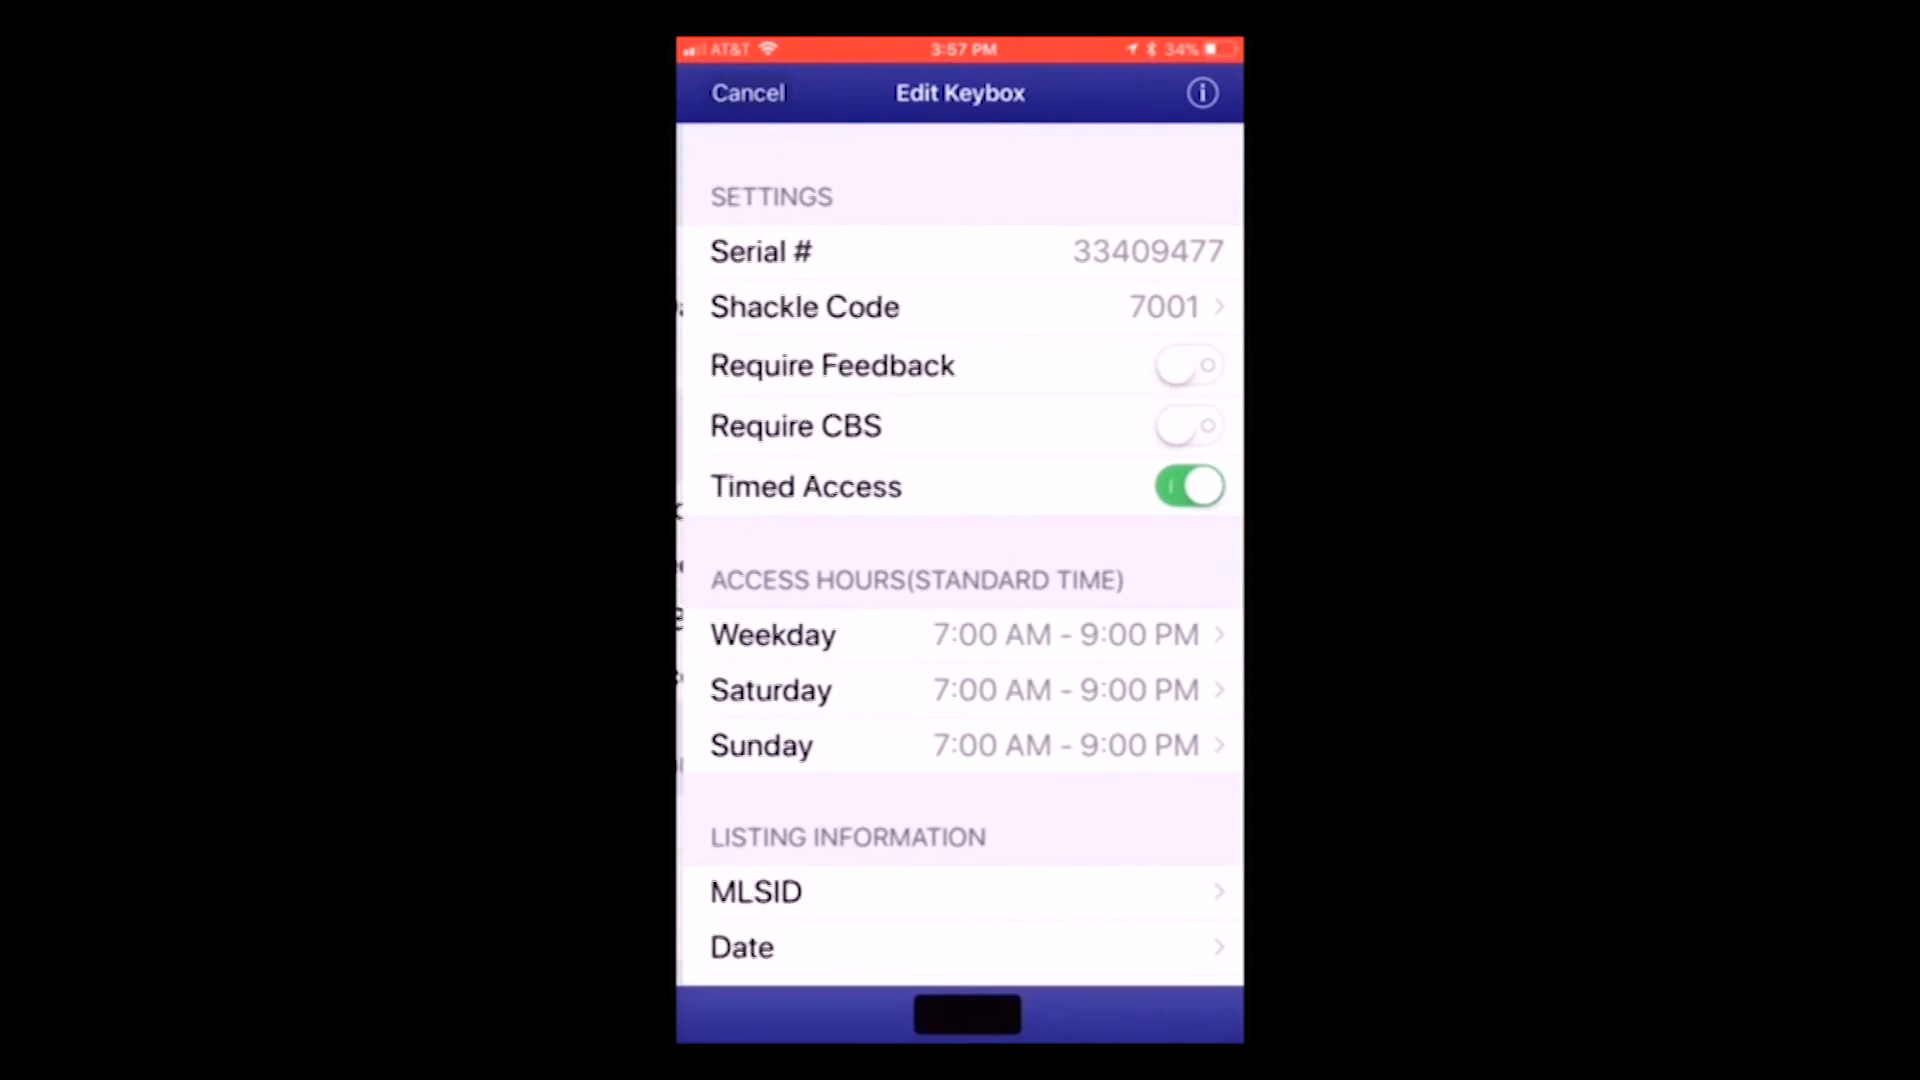 AT&T 3:57 PM 34%
Cancel Edit Keybox
SETTINGS
Serial # 33409477
Shackle Code 7001
Require Feedback
Require CBS
Timed Access
ACCESS HOURS(STANDARD TIME)
Weekday 7:00 AM - 9:00 PM
Saturday 7:00 AM - 9:00 PM
Sunday 7:00 AM - 9:00 PM
LISTING INFORMATION
MLSID
Date